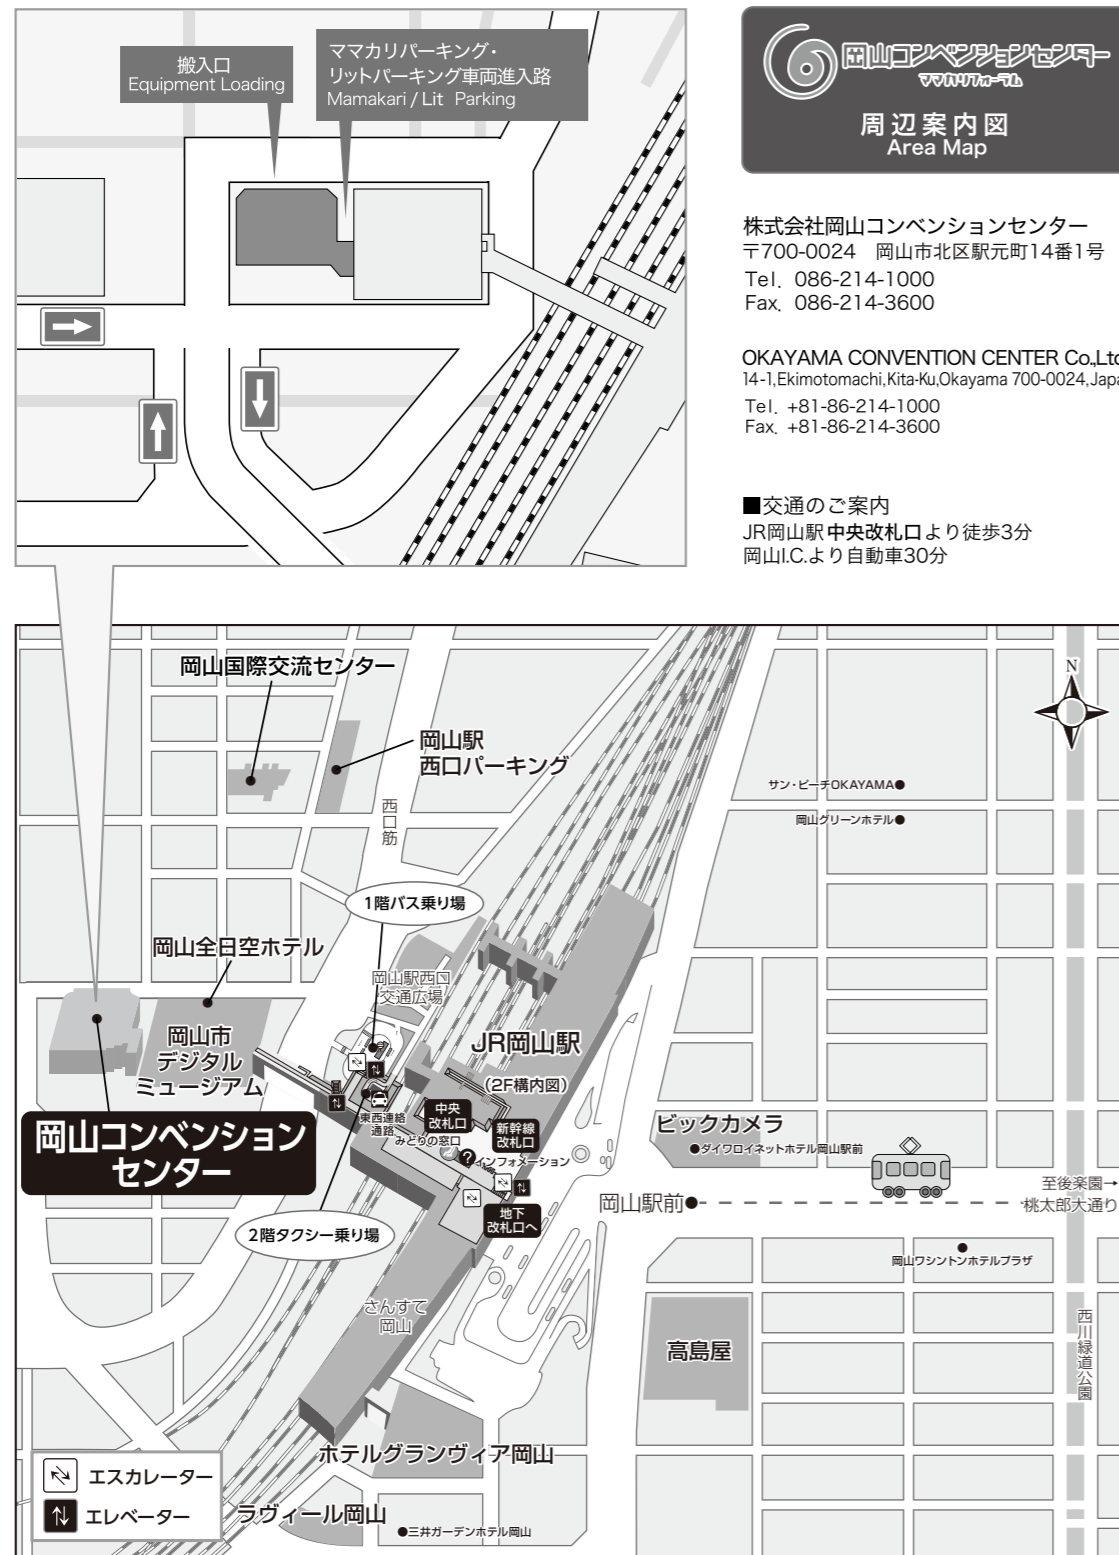 搬入口
Equipment Loading
ママカリパーキング・
リットパーキング車両進入路
Mamakari / Lit Parking
岡山コンベンションセンター
ママカリフォーラム
周辺案内図
Area Map
株式会社岡山コンベンションセンター
〒700-0024 岡山市北区駅元町14番1号
Tel. 086-214-1000
Fax. 086-214-3600
OKAYAMA CONVENTION CENTER Co.,Ltd
14-1,Ekimotomachi,Kita-Ku,Okayama 700-0024,Japa
Tel. +81-86-214-1000
Fax. +81-86-214-3600
■交通のご案内
JR岡山駅中央改札口より徒歩3分
岡山I.C.より自動車30分
岡山国際交流センター
岡山駅
西口パーキング
西口筋
N
サン・ピーチOKAYAMA●
岡山グリーンホテル●
1階バス乗り場
岡山全日空ホテル
岡山駅西口
交通広場
岡山市
デジタル
ミュージアム
JR岡山駅
(2F構内図)
岡山コンベンション
センター
東西連絡
通路
中央
改札口
みどりの窓口
新幹線
改札口
?
インフォメーション
地下
改札口へ
2階タクシー乗り場
ビックカメラ
●ダイワロイネットホテル岡山駅前
岡山駅前●
至後楽園→
桃太郎大通り
岡山ワシントンホテルプラザ
さんすて
岡山
高島屋
西川緑道公園
ホテルグランヴィア岡山
エスカレーター
エレベーター
ラヴィール岡山
●三井ガーデンホテル岡山